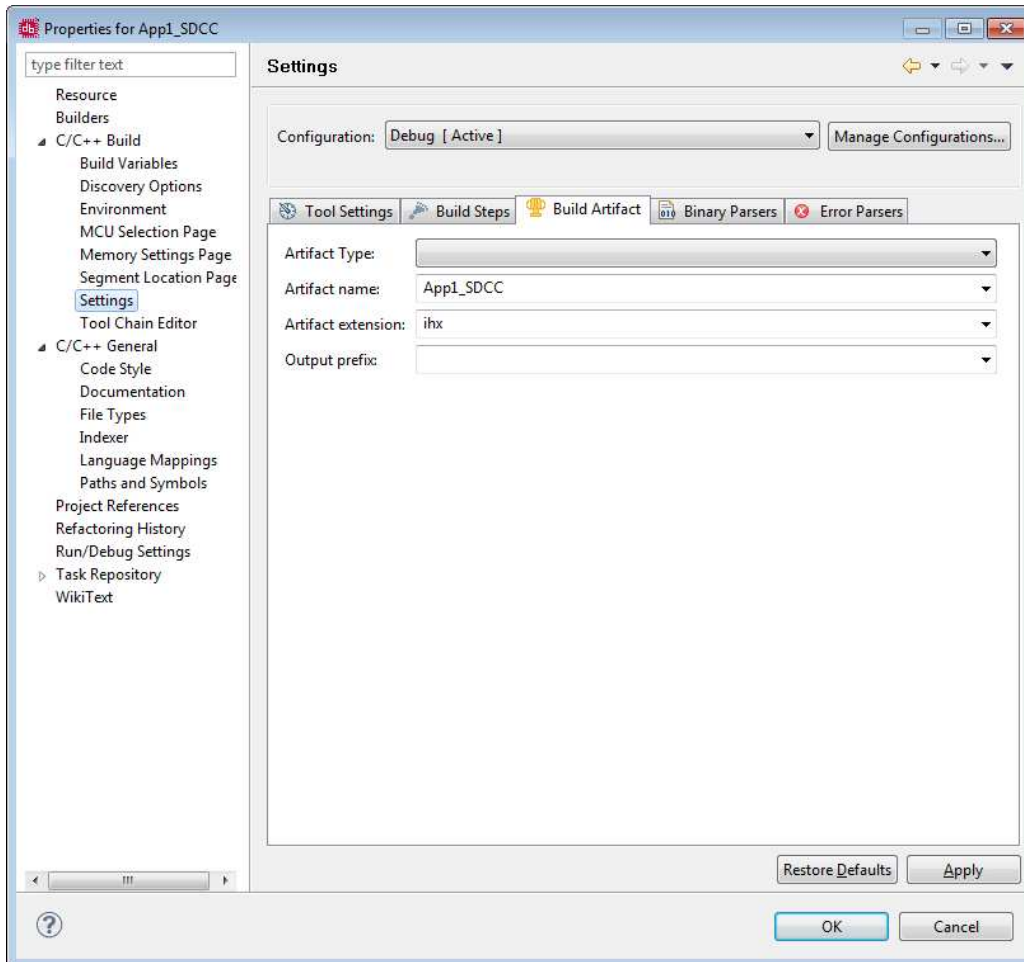 Properties for App1_SDCC
type filter text
Resource
Builders
C/C++ Build
Build Variables
Discovery Options
Environment
MCU Selection Page
Memory Settings Page
Segment Location Page
Settings
Tool Chain Editor
C/C++ General
Code Style
Documentation
File Types
Indexer
Language Mappings
Paths and Symbols
Project References
Refactoring History
Run/Debug Settings
Task Repository
WikiText
Settings
Configuration: Debug [ Active ] Manage Configurations...
Tool Settings Build Steps Build Artifact Binary Parsers Error Parsers
Artifact Type:
Artifact name: App1_SDCC
Artifact extension: ihx
Output prefix:
Restore Defaults Apply
OK Cancel